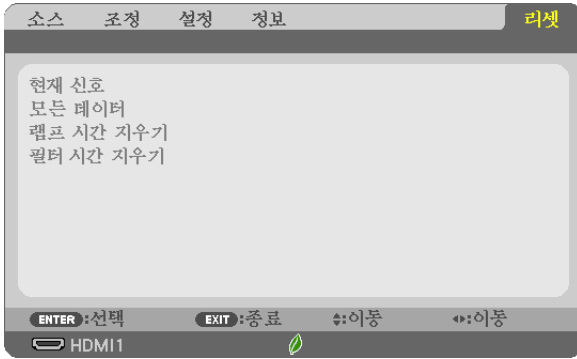 소스 조정 설정 정보 리셋
현재 신호
모든 데이터
램프 시간 지우기
필터 시간 지우기
ENTER :선택 EXIT :종료 :이동 :이동
HDMI1